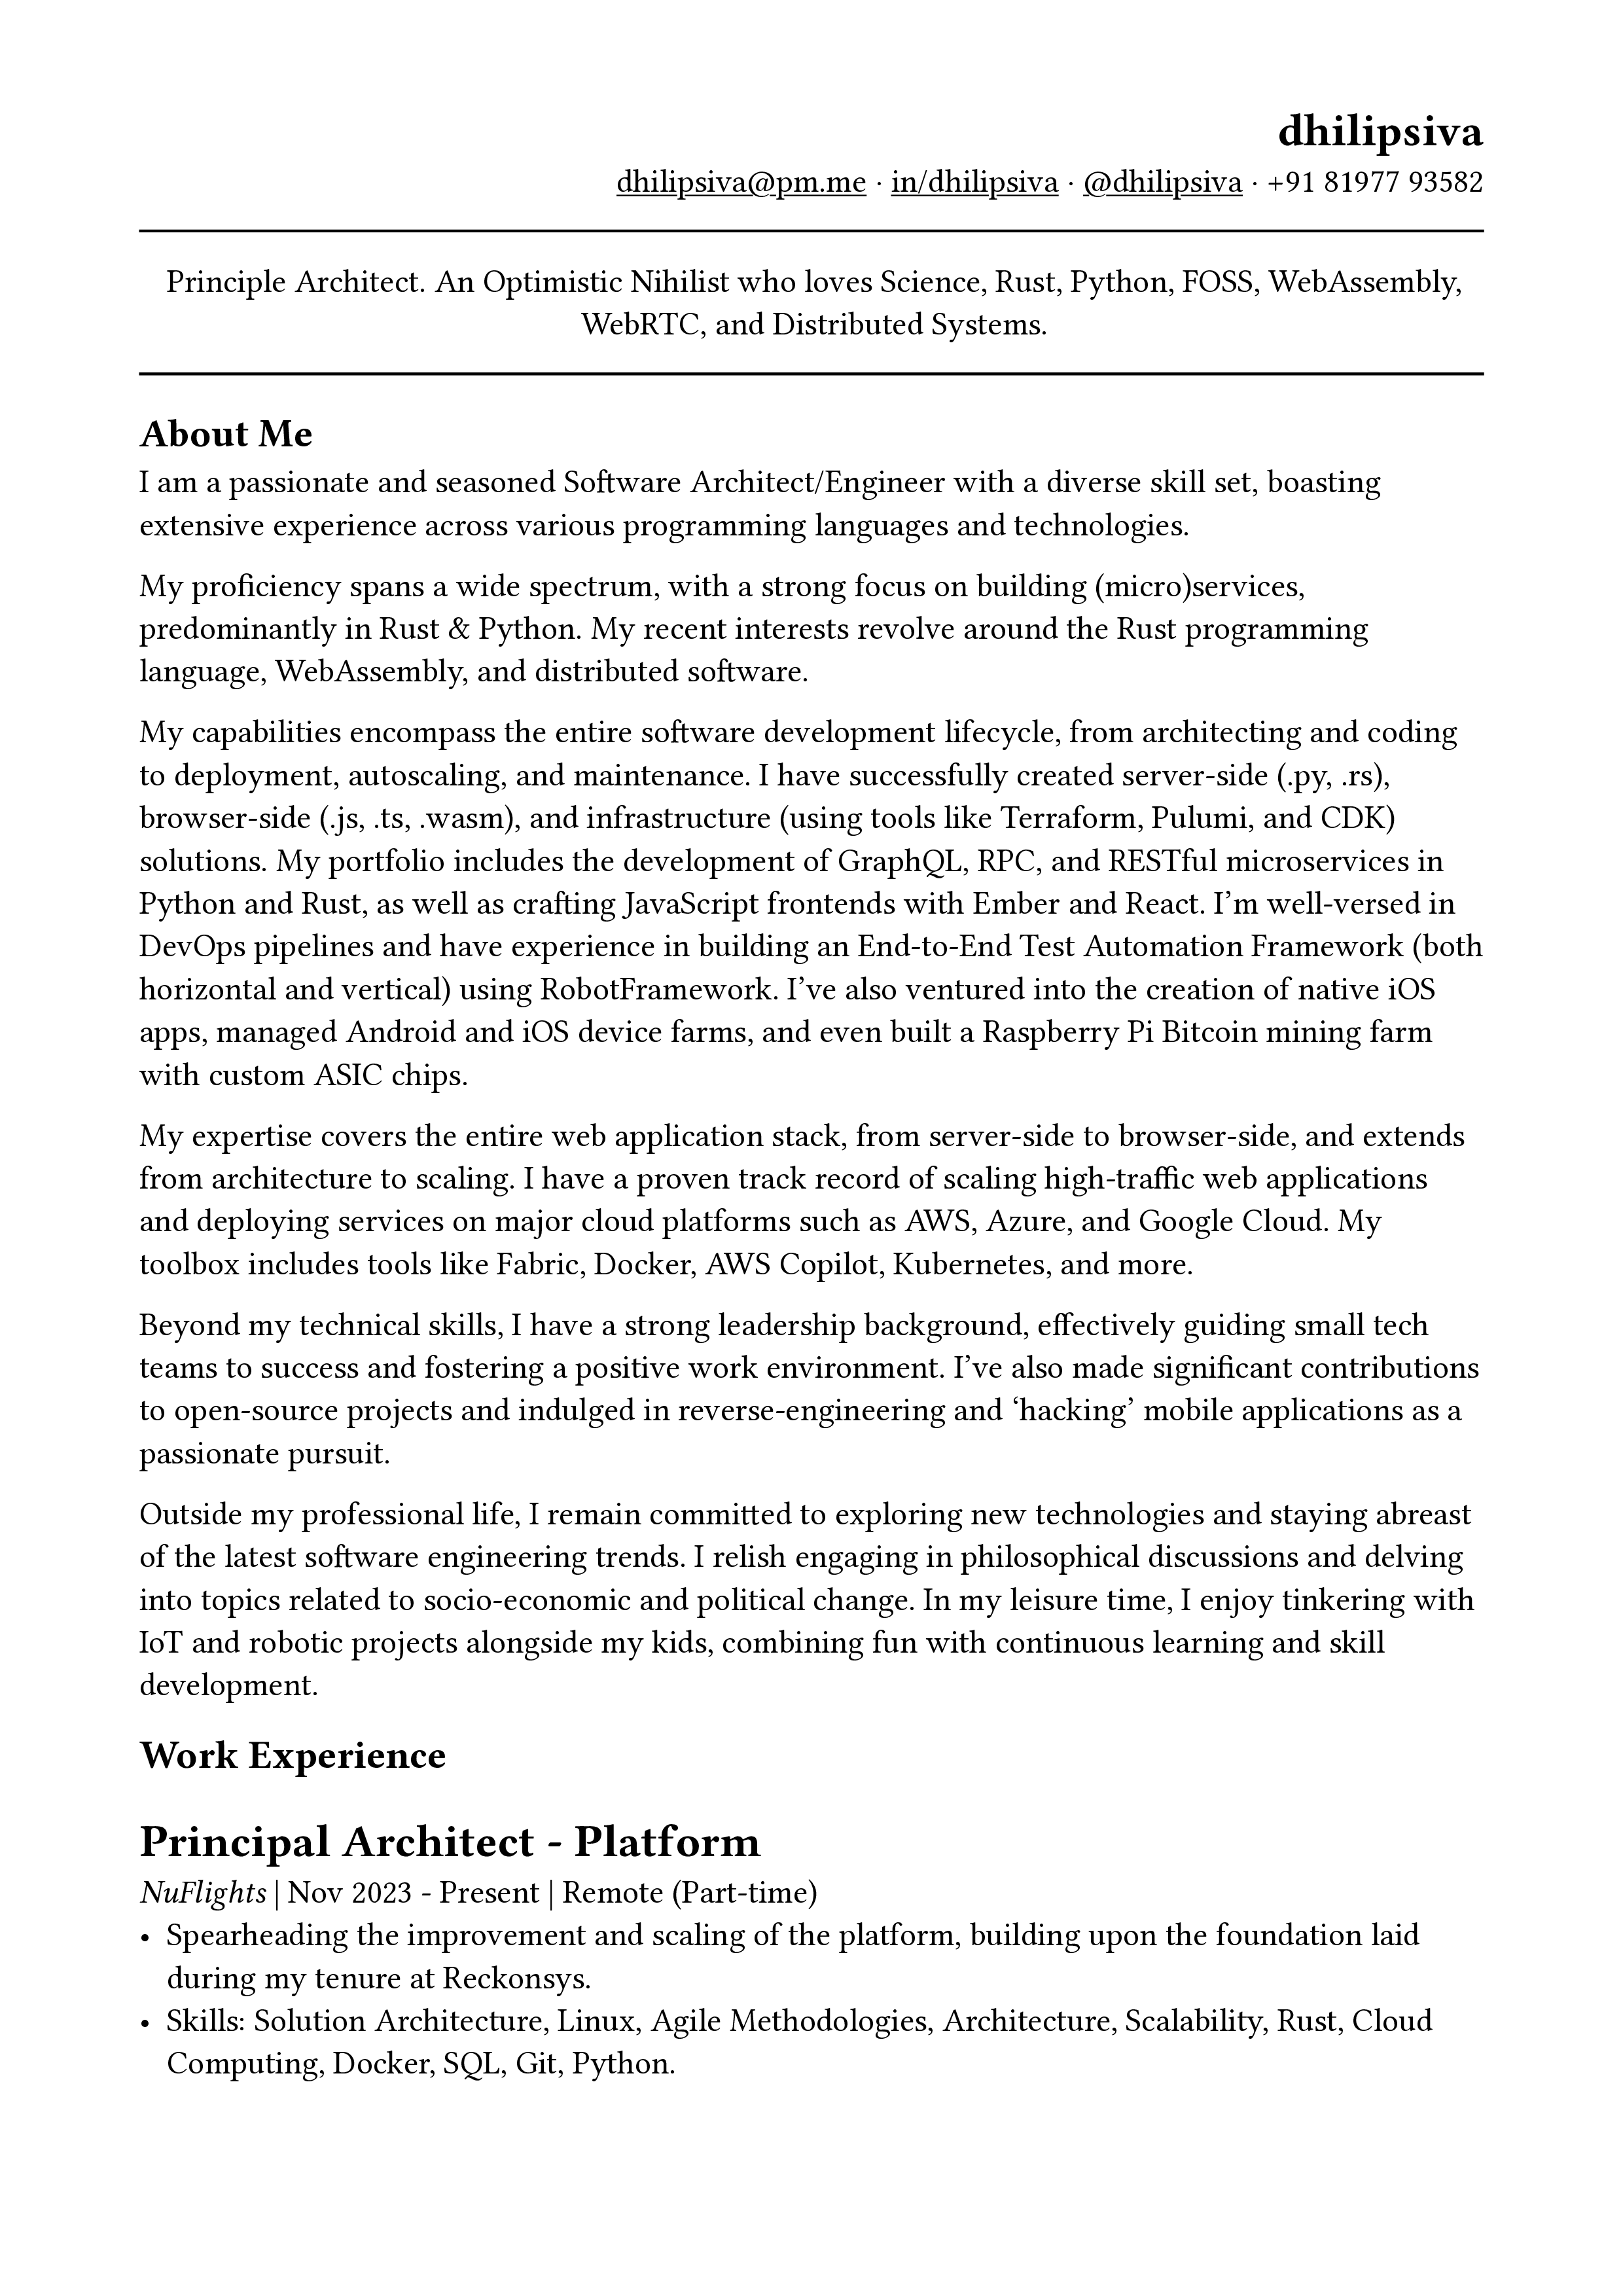 dhilipsiva
dhilipsiva@pm.me · in/dhilipsiva · @dhilipsiva · +91 81977 93582
Principle Architect. An Optimistic Nihilist who loves Science, Rust, Python, FOSS, WebAssembly,
WebRTC, and Distributed Systems.
About Me
I am a passionate and seasoned Software Architect/Engineer with a diverse skill set, boasting
extensive experience across various programming languages and technologies.
My proficiency spans a wide spectrum, with a strong focus on building (micro)services,
predominantly in Rust & Python. My recent interests revolve around the Rust programming
language, WebAssembly, and distributed software.
My capabilities encompass the entire software development lifecycle, from architecting and coding
to deployment, autoscaling, and maintenance. I have successfully created server-side (.py, .rs),
browser-side (.js, .ts, .wasm), and infrastructure (using tools like Terraform, Pulumi, and CDK)
solutions. My portfolio includes the development of GraphQL, RPC, and RESTful microservices in
Python and Rust, as well as crafting JavaScript frontends with Ember and React. I’m well-versed in
DevOps pipelines and have experience in building an End-to-End Test Automation Framework (both
horizontal and vertical) using RobotFramework. I’ve also ventured into the creation of native iOS
apps, managed Android and iOS device farms, and even built a Raspberry Pi Bitcoin mining farm
with custom ASIC chips.
My expertise covers the entire web application stack, from server-side to browser-side, and extends
from architecture to scaling. I have a proven track record of scaling high-traffic web applications
and deploying services on major cloud platforms such as AWS, Azure, and Google Cloud. My
toolbox includes tools like Fabric, Docker, AWS Copilot, Kubernetes, and more.
Beyond my technical skills, I have a strong leadership background, effectively guiding small tech
teams to success and fostering a positive work environment. I’ve also made significant contributions
to open-source projects and indulged in reverse-engineering and ‘hacking’ mobile applications as a
passionate pursuit.
Outside my professional life, I remain committed to exploring new technologies and staying abreast
of the latest software engineering trends. I relish engaging in philosophical discussions and delving
into topics related to socio-economic and political change. In my leisure time, I enjoy tinkering with
IoT and robotic projects alongside my kids, combining fun with continuous learning and skill
development.
Work Experience
Principal Architect - Platform
NuFlights | Nov 2023 - Present | Remote (Part-time)
• Spearheading the improvement and scaling of the platform, building upon the foundation laid
during my tenure at Reckonsys.
• Skills: Solution Architecture, Linux, Agile Methodologies, Architecture, Scalability, Rust, Cloud
Computing, Docker, SQL, Git, Python.